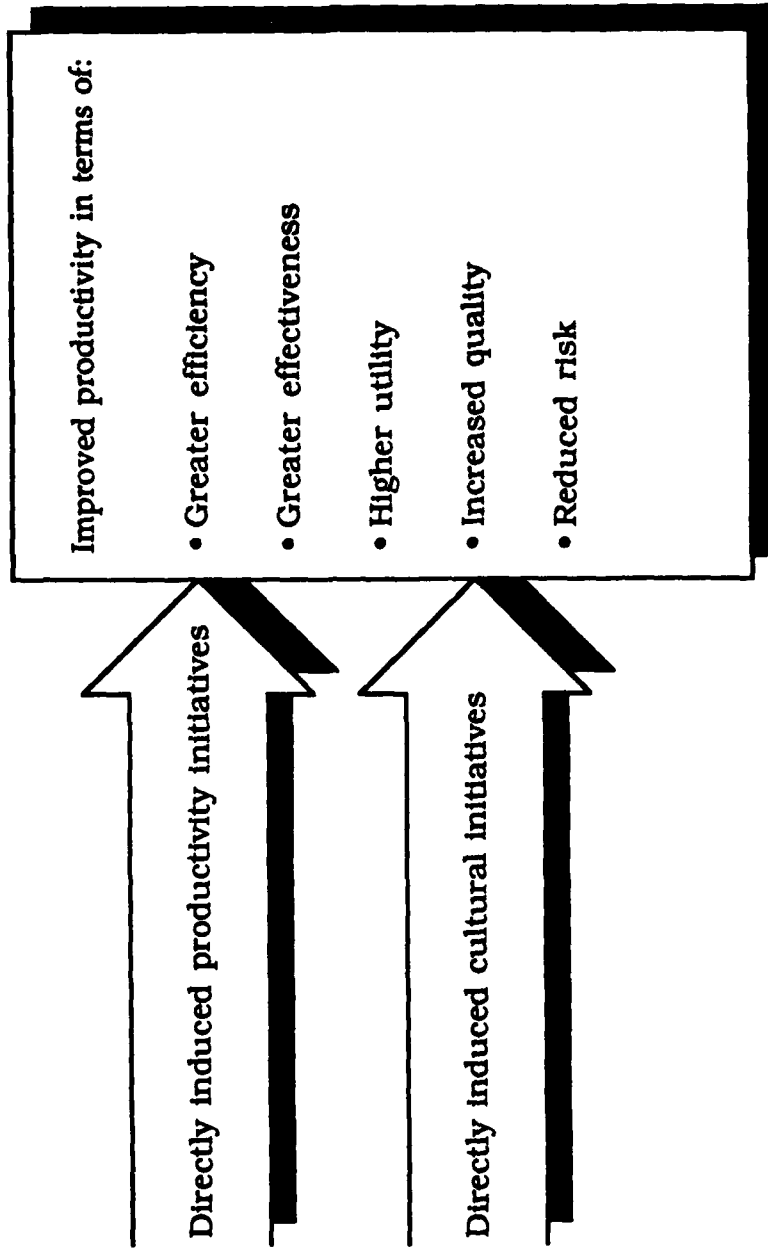 Improved productivity in terms of:
• Greater efficiency
• Greater effectiveness
• Higher utility
• Increased quality
• Reduced risk
Directly induced productivity initiatives
Directly induced cultural initiatives